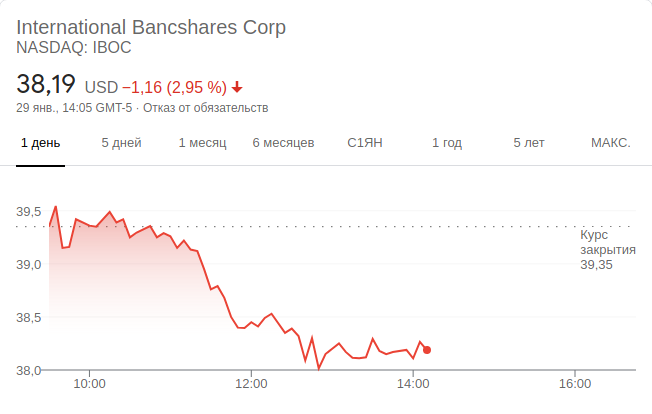 International Bancshares Corp
NASDAQ: IBOC
38,19 USD −1,16 (2,95 %)
29 янв., 14:05 GMT-5 · Отказ от обязательств
1 день 5 дней 1 месяц 6 месяцев С1ЯН 1 год 5 лет МАКС.
39,5
Курс
закрытия
39,35
39,0
38,5
38,0
10:00 12:00 14:00 16:00